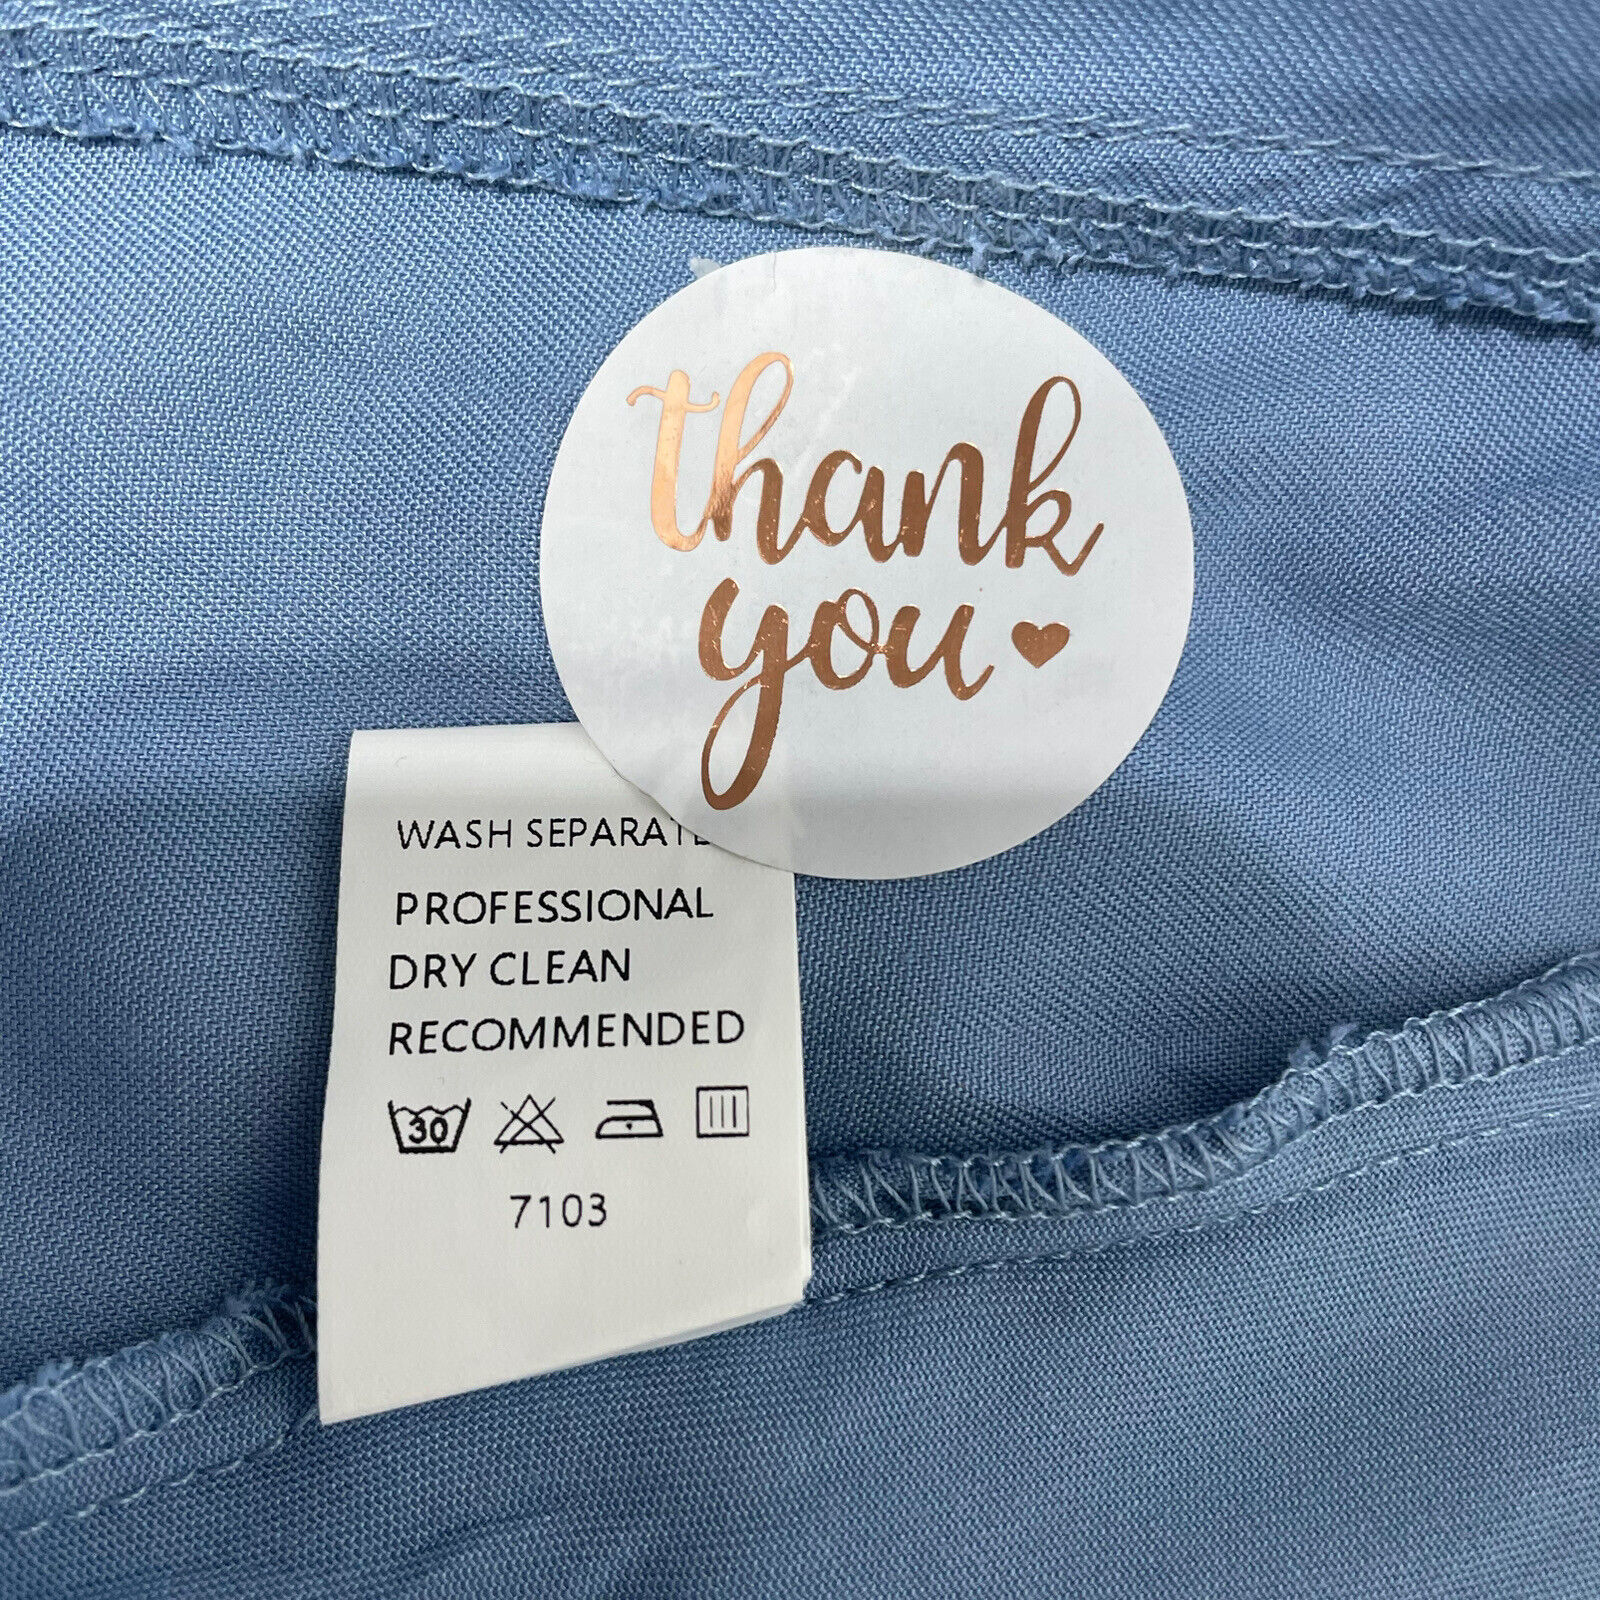 thank
you
WASH SEPARATE
PROFESSIONAL
DRY CLEAN
RECOMMENDED
30
7103